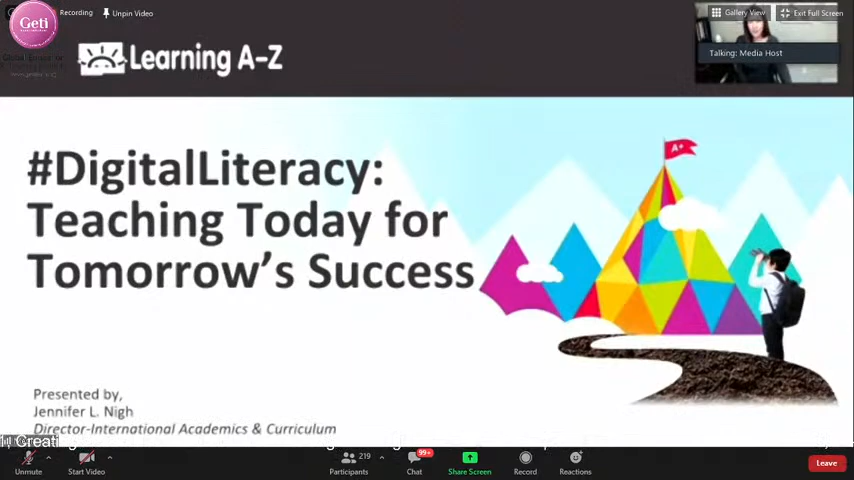 Geti
Recording
Unpin Video
Gallery View
Exit Full Screen
Learning A-Z
Talking: Media Host
#DigitalLiteracy:
Teaching Today for
Tomorrow's Success
A+
Presented by,
Jennifer L. Nigh
Director-International Academics & Curriculum
Creati
219
99+
Unmute
Start Video
Participants
Chat
Share Screen
Record
Reactions
Leave